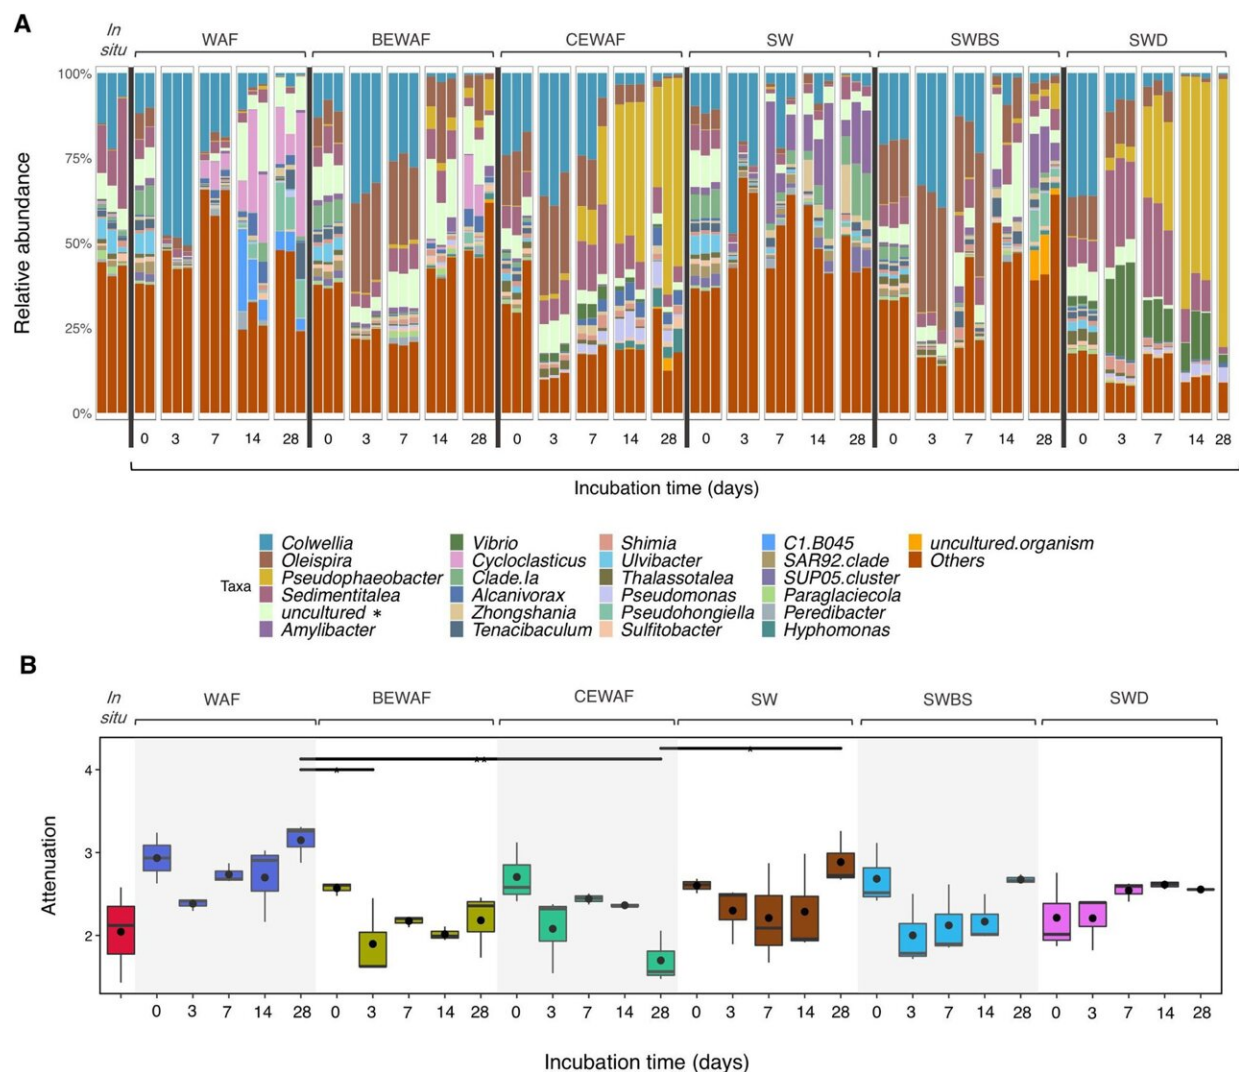 A
In situ WAF BEWAF CEWAF SW SWBS SWD
100%
75%
50%
25%
0%
Relative abundance
0 3 7 14 28 0 3 7 14 28 0 3 7 14 28 0 3 7 14 28 0 3 7 14 28 0 3 7 14 28
Incubation time (days)
Taxa
Colwellia Vibrio Shimia C1.B045 uncultured.organism
Oleispira Cycloclasticus Ulvibacter SAR92.clade Others
Pseudophaeobacter Clade.Ia Thalassotalea SUP05.cluster
Sedimentitalea Alcanivorax Pseudomonas Paraglaciecola
uncultured * Zhongshania Pseudohongiella Peredibacter
Amylibacter Tenacibaculum Sulfitobacter Hyphomonas
B
In situ WAF BEWAF CEWAF SW SWBS SWD
4
3
2
Attenuation
*
**
*
0 3 7 14 28 0 3 7 14 28 0 3 7 14 28 0 3 7 14 28 0 3 7 14 28 0 3 7 14 28
Incubation time (days)